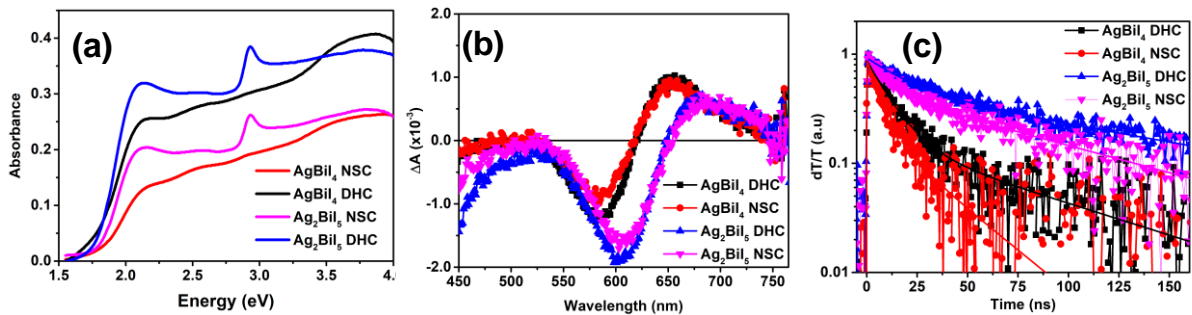 (a)
Absorbance
0.4
0.3
0.2
0.1
0.0
AgBiI₄ NSC
AgBiI₄ DHC
Ag₂BiI₅ NSC
Ag₂BiI₅ DHC
1.5 2.0 2.5 3.0 3.5 4.0
Energy (eV)
(b)
ΔA (x10⁻³)
2.0
1.0
0.0
-1.0
-2.0
AgBiI₄ DHC
AgBiI₄ NSC
Ag₂BiI₅ DHC
Ag₂BiI₅ NSC
450 500 550 600 650 700 750
Wavelength (nm)
(c)
dT/T (a.u)
1
0.1
0.01
AgBiI₄ DHC
AgBiI₄ NSC
Ag₂BiI₅ DHC
Ag₂BiI₅ NSC
0 25 50 75 100 125 150
Time (ns)